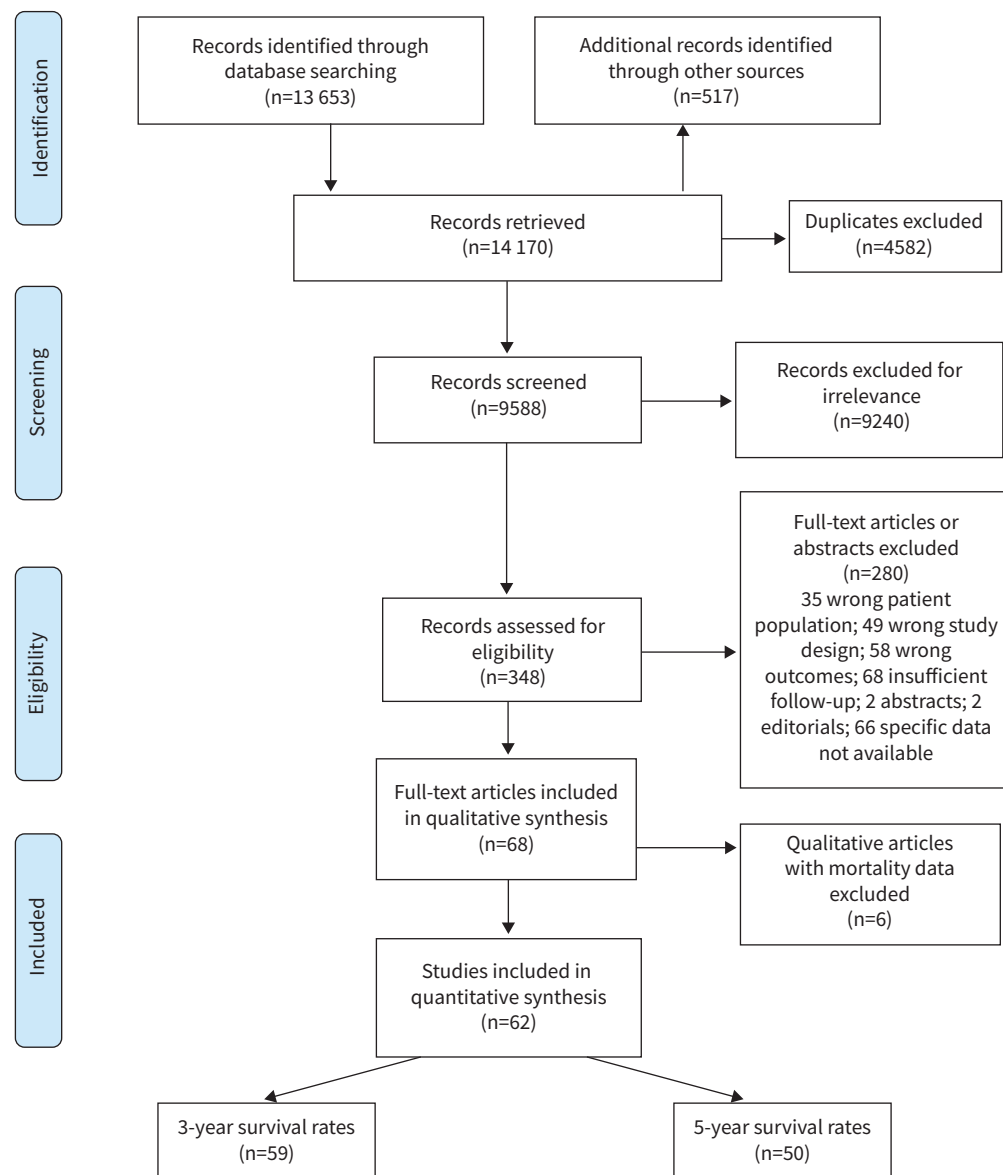 Identification
Records identified through
database searching
(n=13 653)
Additional records identified
through other sources
(n=517)
Records retrieved
(n=14 170)
Duplicates excluded
(n=4582)
Screening
Records screened
(n=9588)
Records excluded for
irrelevance
(n=9240)
Eligibility
Records assessed for
eligibility
(n=348)
Full-text articles or
abstracts excluded
(n=280)
35 wrong patient
population; 49 wrong study
design; 58 wrong
outcomes; 68 insufficient
follow-up; 2 abstracts; 2
editorials; 66 specific data
not available
Full-text articles included
in qualitative synthesis
(n=68)
Included
Qualitative articles
with mortality data
excluded
(n=6)
Studies included in
quantitative synthesis
(n=62)
3-year survival rates
(n=59)
5-year survival rates
(n=50)